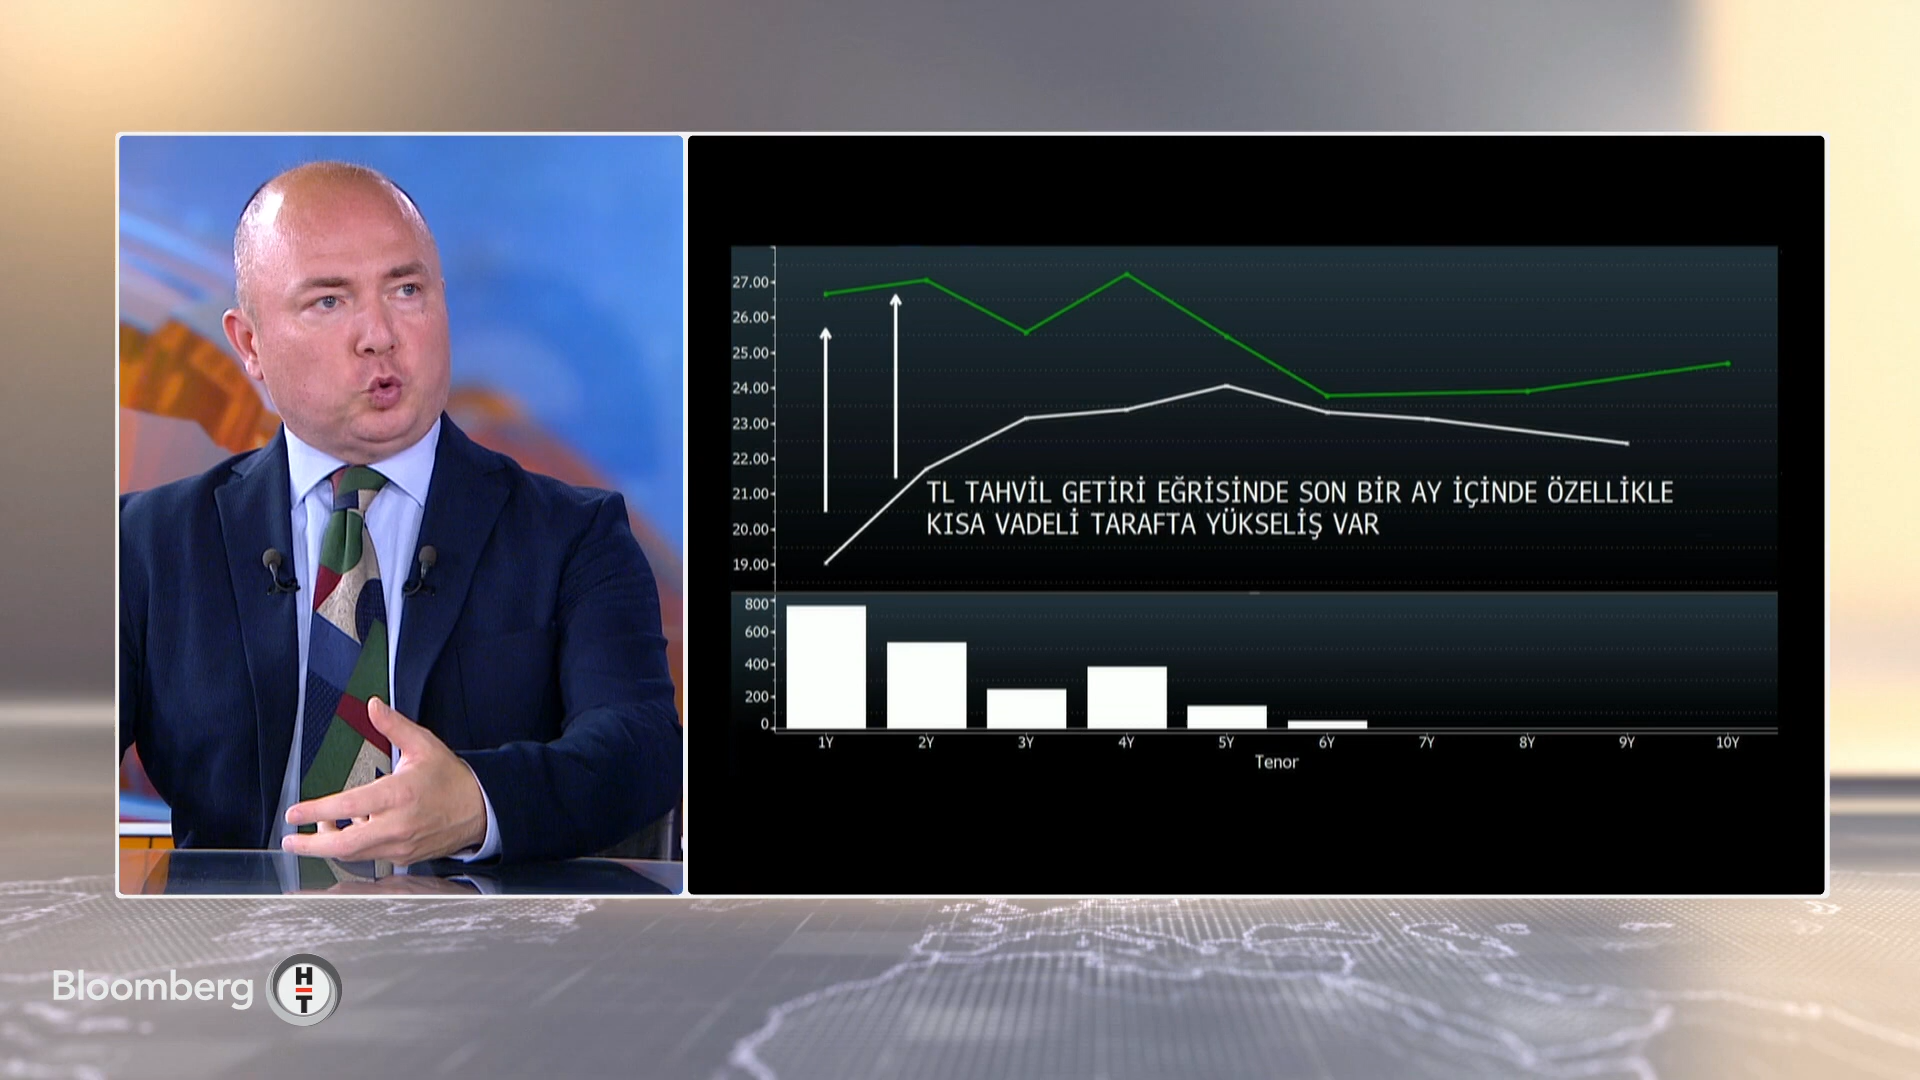 27.00
26.00
25.00
24.00
23.00
22.00
21.00
20.00
19.00
TL TAHVİL GETİRİ EĞRİSİNDE SON BİR AY İÇİNDE ÖZELLİKLE
KISA VADELİ TARAFTA YÜKSELİŞ VAR
800
600
400
200
0
1Y 2Y 3Y 4Y 5Y 6Y 7Y 8Y 9Y 10Y
Tenor
Bloomberg HT